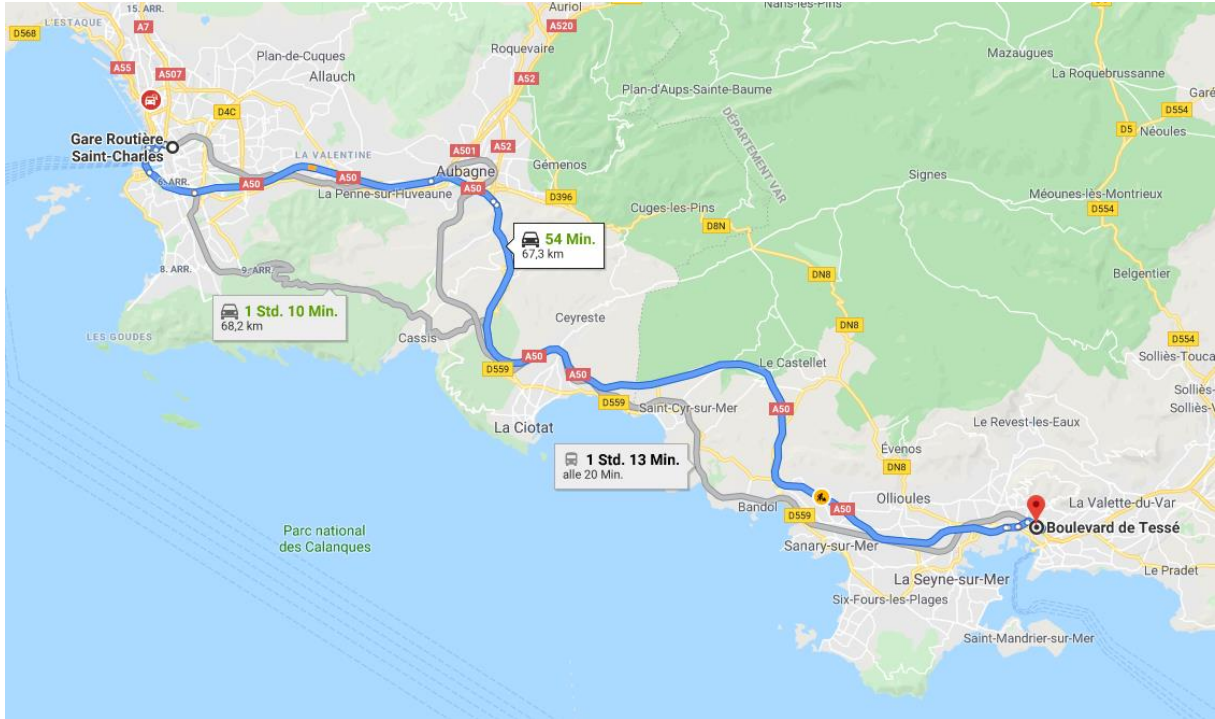 15. ARR.
L'ESTAQUE
D568
A7
A55
A507
Plan-de-Cuques
Allauch
D4C
Auriol
A520
Roquevaire
A52
Nans-les-Pins
Mazaugues
La Roquebrussanne
Plan-d'Aups-Sainte-Baume
D554
D5
Néoules
Gare Routière
Saint-Charles
LA VALENTINE
A501
A52
Aubagne
Gémenos
DÉPARTEMENT VAR
Signes
Méounes-lès-Montrieux
D554
6. ARR.
A50
A50
La Penne-sur-Huveaune
A50
D396
Cuges-les-Pins
D8N
54 Min.
67,3 km
8. ARR.
9. ARR.
DN8
Belgentier
1 Std. 10 Min.
68,2 km
LES GOUDES
Cassis
Ceyreste
DN8
D554
Solliès-Touca
A50
D559
A50
Le Castellet
Solliès-
Solliès-V
D559
Saint-Cyr-sur-Mer
A50
La Ciotat
Le Revest-les-Eaux
1 Std. 13 Min.
alle 20 Min.
Évenos
DN8
Bandol
Ollioules
La Valette-du-Var
D559
A50
Parc national
des Calanques
Boulevard de Tessé
Sanary-sur-Mer
La Seyne-sur-Mer
Le Pradet
Six-Fours-les-Plages
Saint-Mandrier-sur-Mer